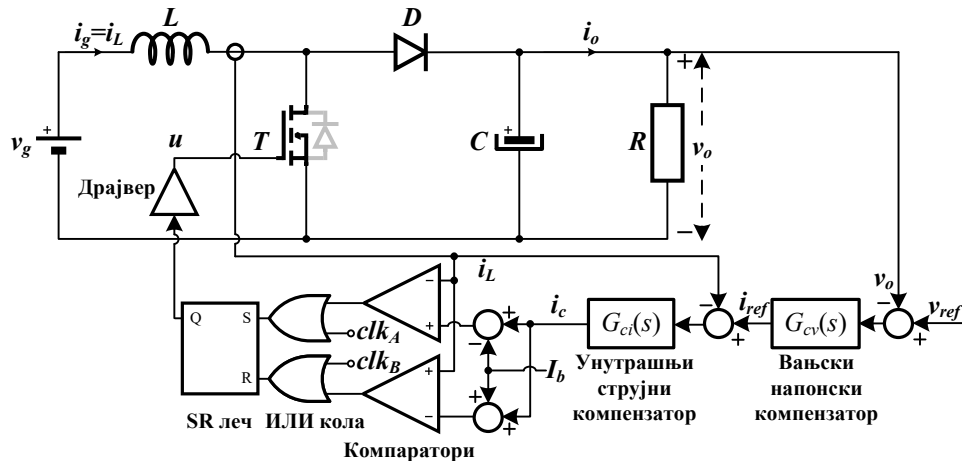 i_g=i_L
L
D
i_o
+
v_g
u
T
+
C
R
+
v_o
−
Драјвер
i_L
Q
S
R
clk_A
clk_B
−
+
+
−
+
−
+
+
i_c
I_b
G_ci(s)
−
+
i_ref
G_cv(s)
v_o
−
+
v_ref
Унутрашњи
струјни
компензатор
Вањски
напонски
компензатор
SR леч
ИЛИ кола
Компаратори